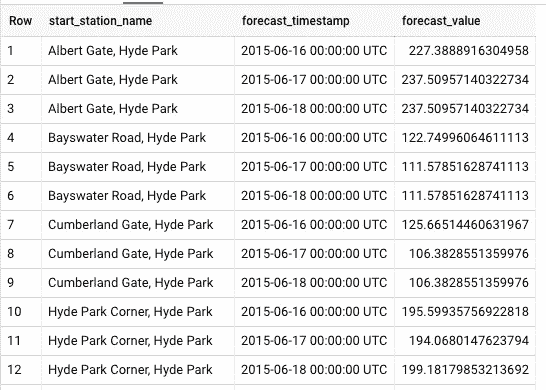 Row start_station_name forecast_timestamp forecast_value
1 Albert Gate, Hyde Park 2015-06-16 00:00:00 UTC 227.3888916304958
2 Albert Gate, Hyde Park 2015-06-17 00:00:00 UTC 237.50957140322734
3 Albert Gate, Hyde Park 2015-06-18 00:00:00 UTC 237.50957140322734
4 Bayswater Road, Hyde Park 2015-06-16 00:00:00 UTC 122.74996064611113
5 Bayswater Road, Hyde Park 2015-06-17 00:00:00 UTC 111.57851628741113
6 Bayswater Road, Hyde Park 2015-06-18 00:00:00 UTC 111.57851628741113
7 Cumberland Gate, Hyde Park 2015-06-16 00:00:00 UTC 125.66514460631967
8 Cumberland Gate, Hyde Park 2015-06-17 00:00:00 UTC 106.3828551359976
9 Cumberland Gate, Hyde Park 2015-06-18 00:00:00 UTC 106.3828551359976
10 Hyde Park Corner, Hyde Park 2015-06-16 00:00:00 UTC 195.59935756922818
11 Hyde Park Corner, Hyde Park 2015-06-17 00:00:00 UTC 194.0680147623794
12 Hyde Park Corner, Hyde Park 2015-06-18 00:00:00 UTC 199.18179853213692